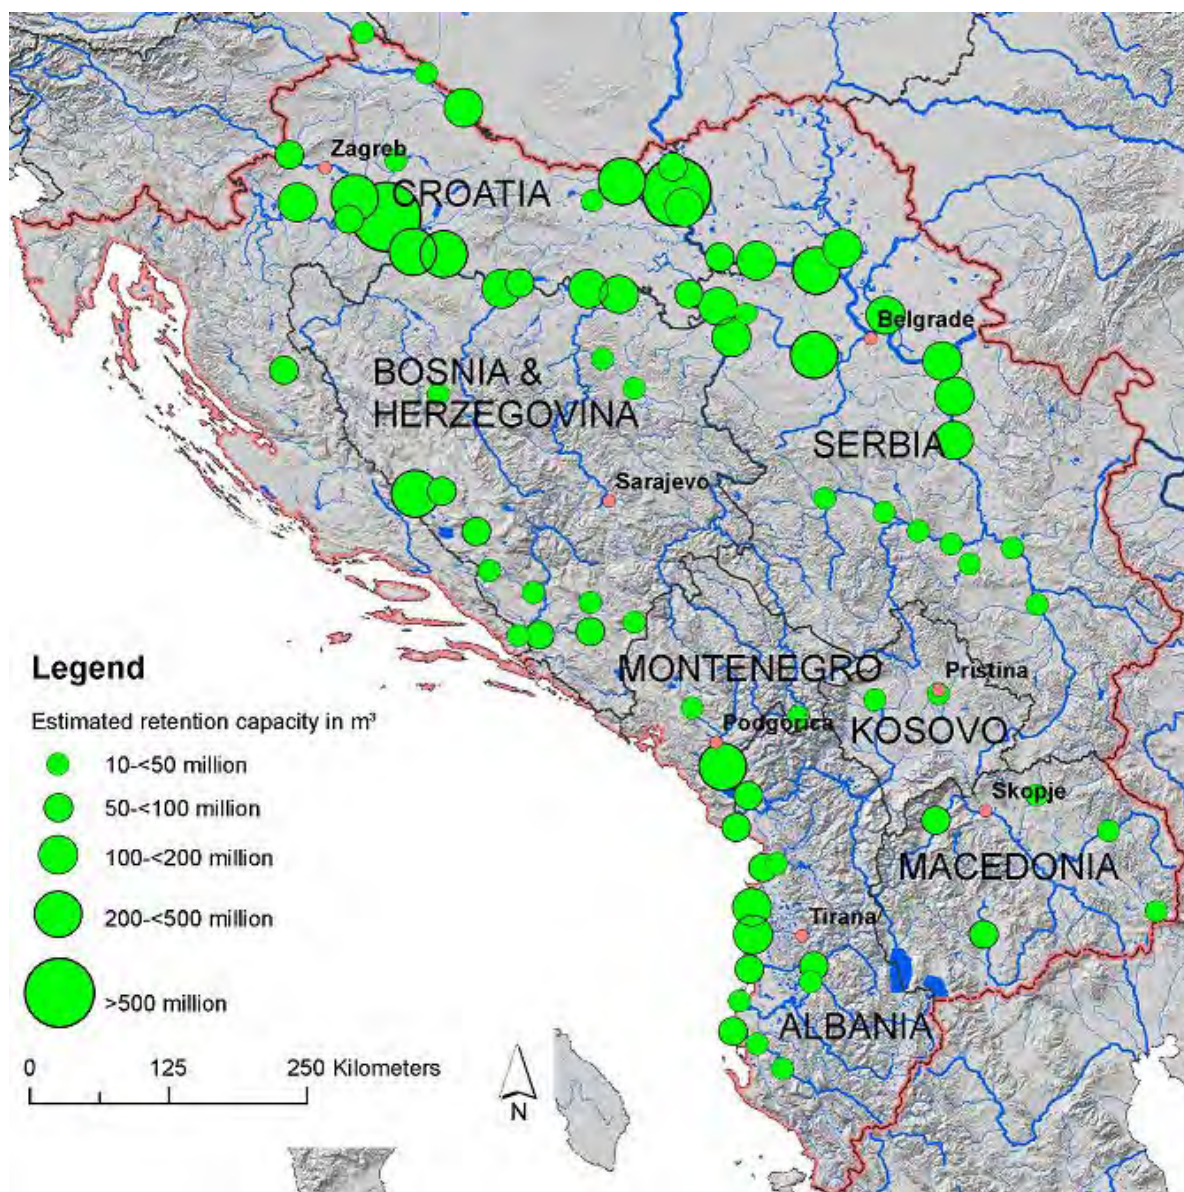 Zagreb
CROATIA
Belgrade
BOSNIA &
HERZEGOVINA
SERBIA
Sarajevo
MONTENEGRO
Pristina
Podgorica
KOSOVO
Skopje
MACEDONIA
Tirana
ALBANIA
Legend
Estimated retention capacity in m³
10-<50 million
50-<100 million
100-<200 million
200-<500 million
>500 million
0 125 250 Kilometers
N